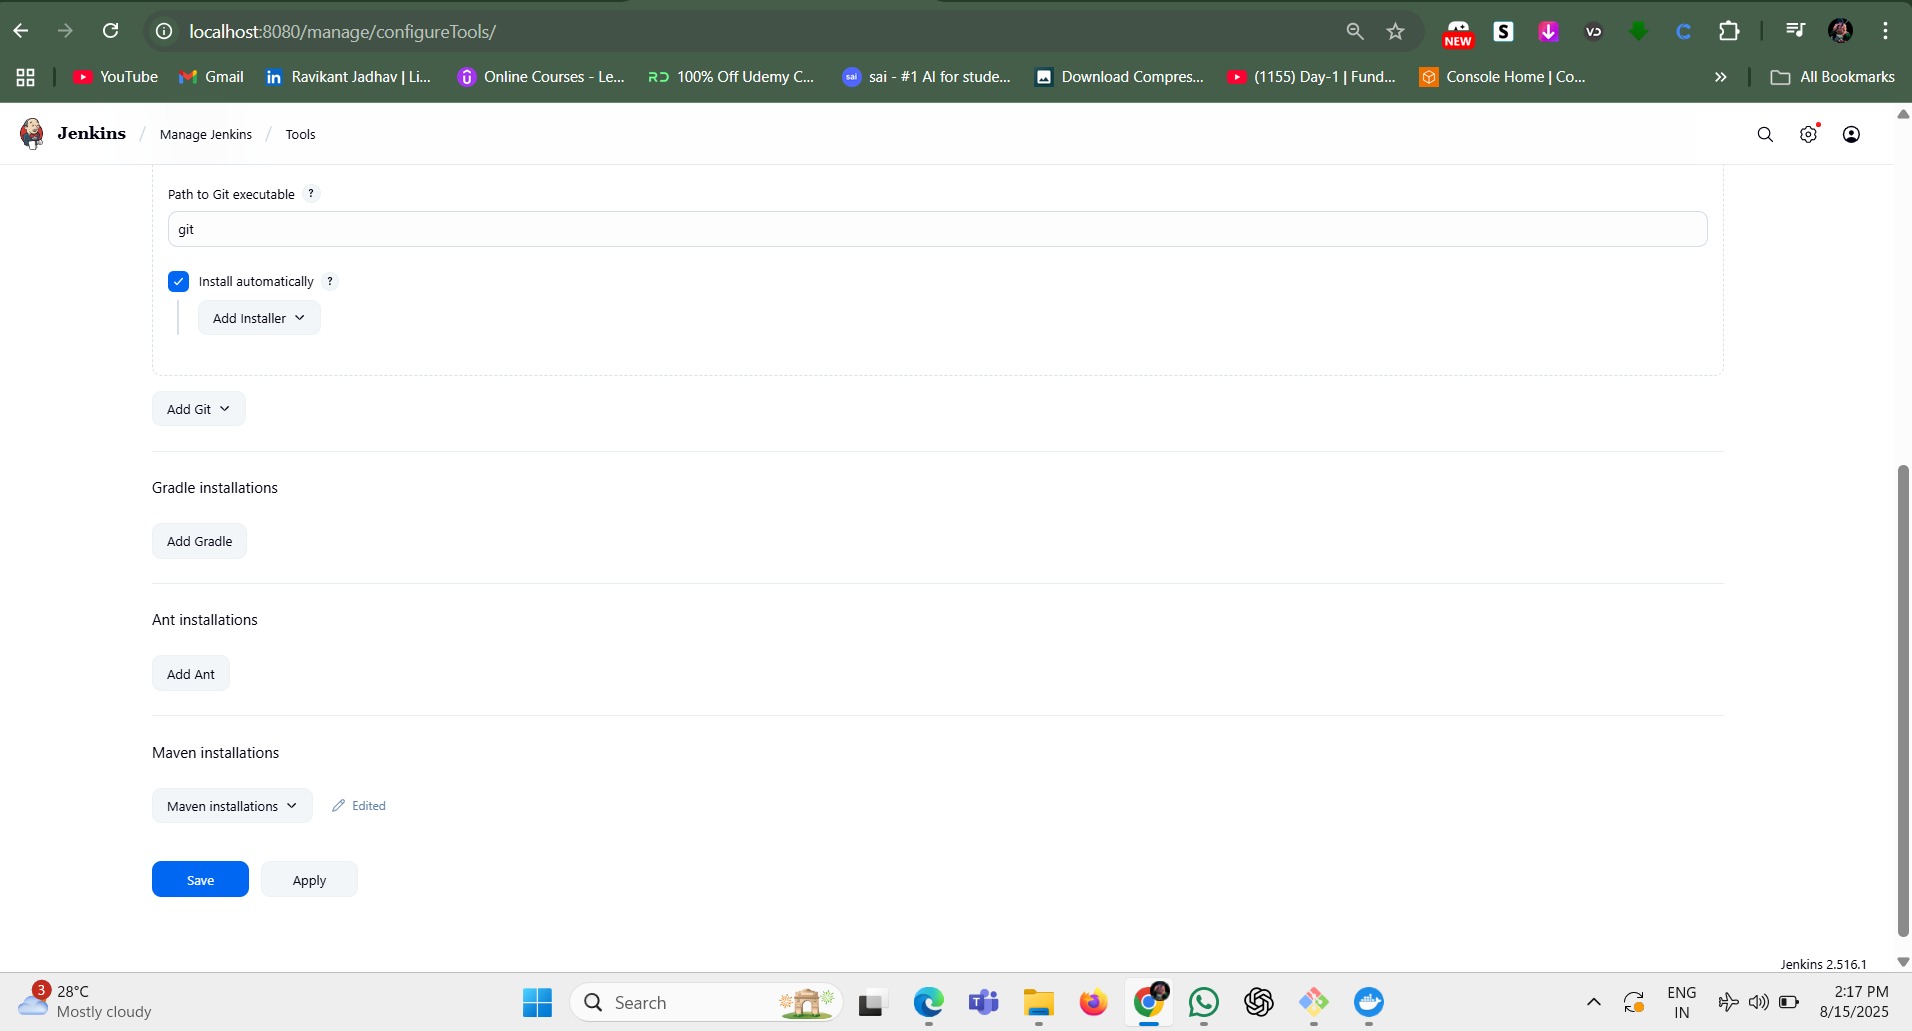 localhost:8080/manage/configureTools/
NEW
S
VD
C
YouTube
Gmail
in Ravikant Jadhav | Li...
Online Courses - Le...
100% Off Udemy C...
sai sai - #1 AI for stude...
Download Compres...
(1155) Day-1 | Fund...
Console Home | Co...
All Bookmarks
Jenkins / Manage Jenkins / Tools
Path to Git executable ?
git
Install automatically ?
Add Installer
Add Git
Gradle installations
Add Gradle
Ant installations
Add Ant
Maven installations
Maven installations Edited
Save Apply
Jenkins 2.516.1
3
28°C
Mostly cloudy
Search
ENG
IN
2:17 PM
8/15/2025